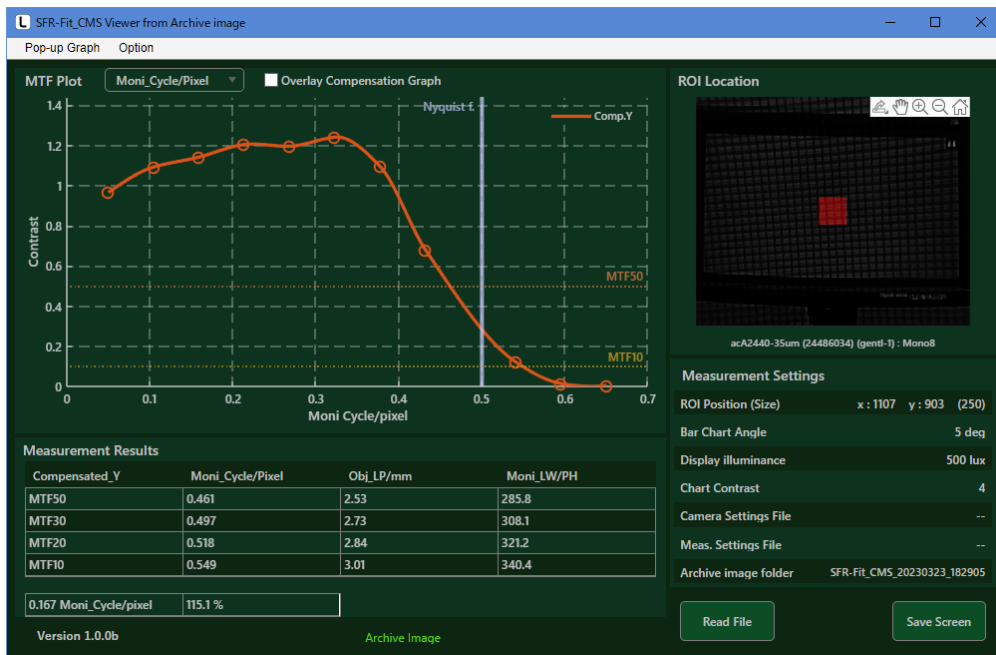 L SFR-Fit_CMS Viewer from Archive image
Pop-up Graph Option
MTF Plot Moni_Cycle/Pixel Overlay Compensation Graph
Nyquist f.
Comp.Y
Contrast
1.4
1.2
1
0.8
0.6
0.4
0.2
0
MTF50
MTF10
0 0.1 0.2 0.3 0.4 0.5 0.6 0.7
Moni Cycle/pixel
Measurement Results
Compensated_Y Moni_Cycle/Pixel Obj_LP/mm Moni_LW/PH
MTF50 0.461 2.53 285.8
MTF30 0.497 2.73 308.1
MTF20 0.518 2.84 321.2
MTF10 0.549 3.01 340.4
0.167 Moni_Cycle/pixel 115.1 %
Version 1.0.0b
Archive Image
ROI Location
acA2440-35um (24486034) (gentl-1) : Mono8
Measurement Settings
ROI Position (Size) x : 1107 y : 903 (250)
Bar Chart Angle 5 deg
Display illuminance 500 lux
Chart Contrast 4
Camera Settings File --
Meas. Settings File --
Archive image folder SFR-Fit_CMS_20230323_182905
Read File
Save Screen